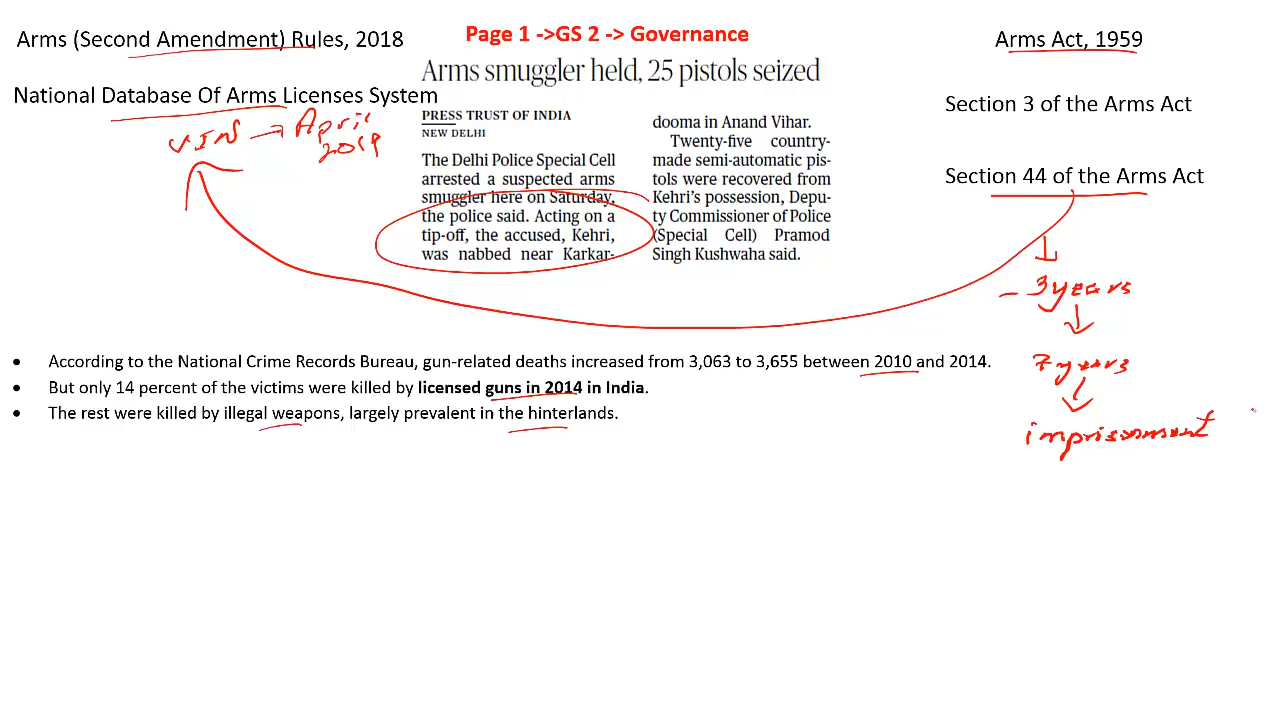 Arms (Second Amendment) Rules, 2018
National Database Of Arms Licenses System
VIN → April
2019
Page 1 ->GS 2 -> Governance
Arms smuggler held, 25 pistols seized
PRESS TRUST OF INDIA
NEW DELHI
The Delhi Police Special Cell
arrested a suspected arms
smuggler here on Saturday,
the police said. Acting on a
tip-off, the accused, Kehri,
was nabbed near Karkar-
dooma in Anand Vihar.
Twenty-five country-
made semi-automatic pis-
tols were recovered from
Kehri's possession, Depu-
ty Commissioner of Police
(Special Cell) Pramod
Singh Kushwaha said.
Arms Act, 1959
Section 3 of the Arms Act
Section 44 of the Arms Act
3 years
7 years
imprisonment
• According to the National Crime Records Bureau, gun-related deaths increased from 3,063 to 3,655 between 2010 and 2014.
• But only 14 percent of the victims were killed by licensed guns in 2014 in India.
• The rest were killed by illegal weapons, largely prevalent in the hinterlands.